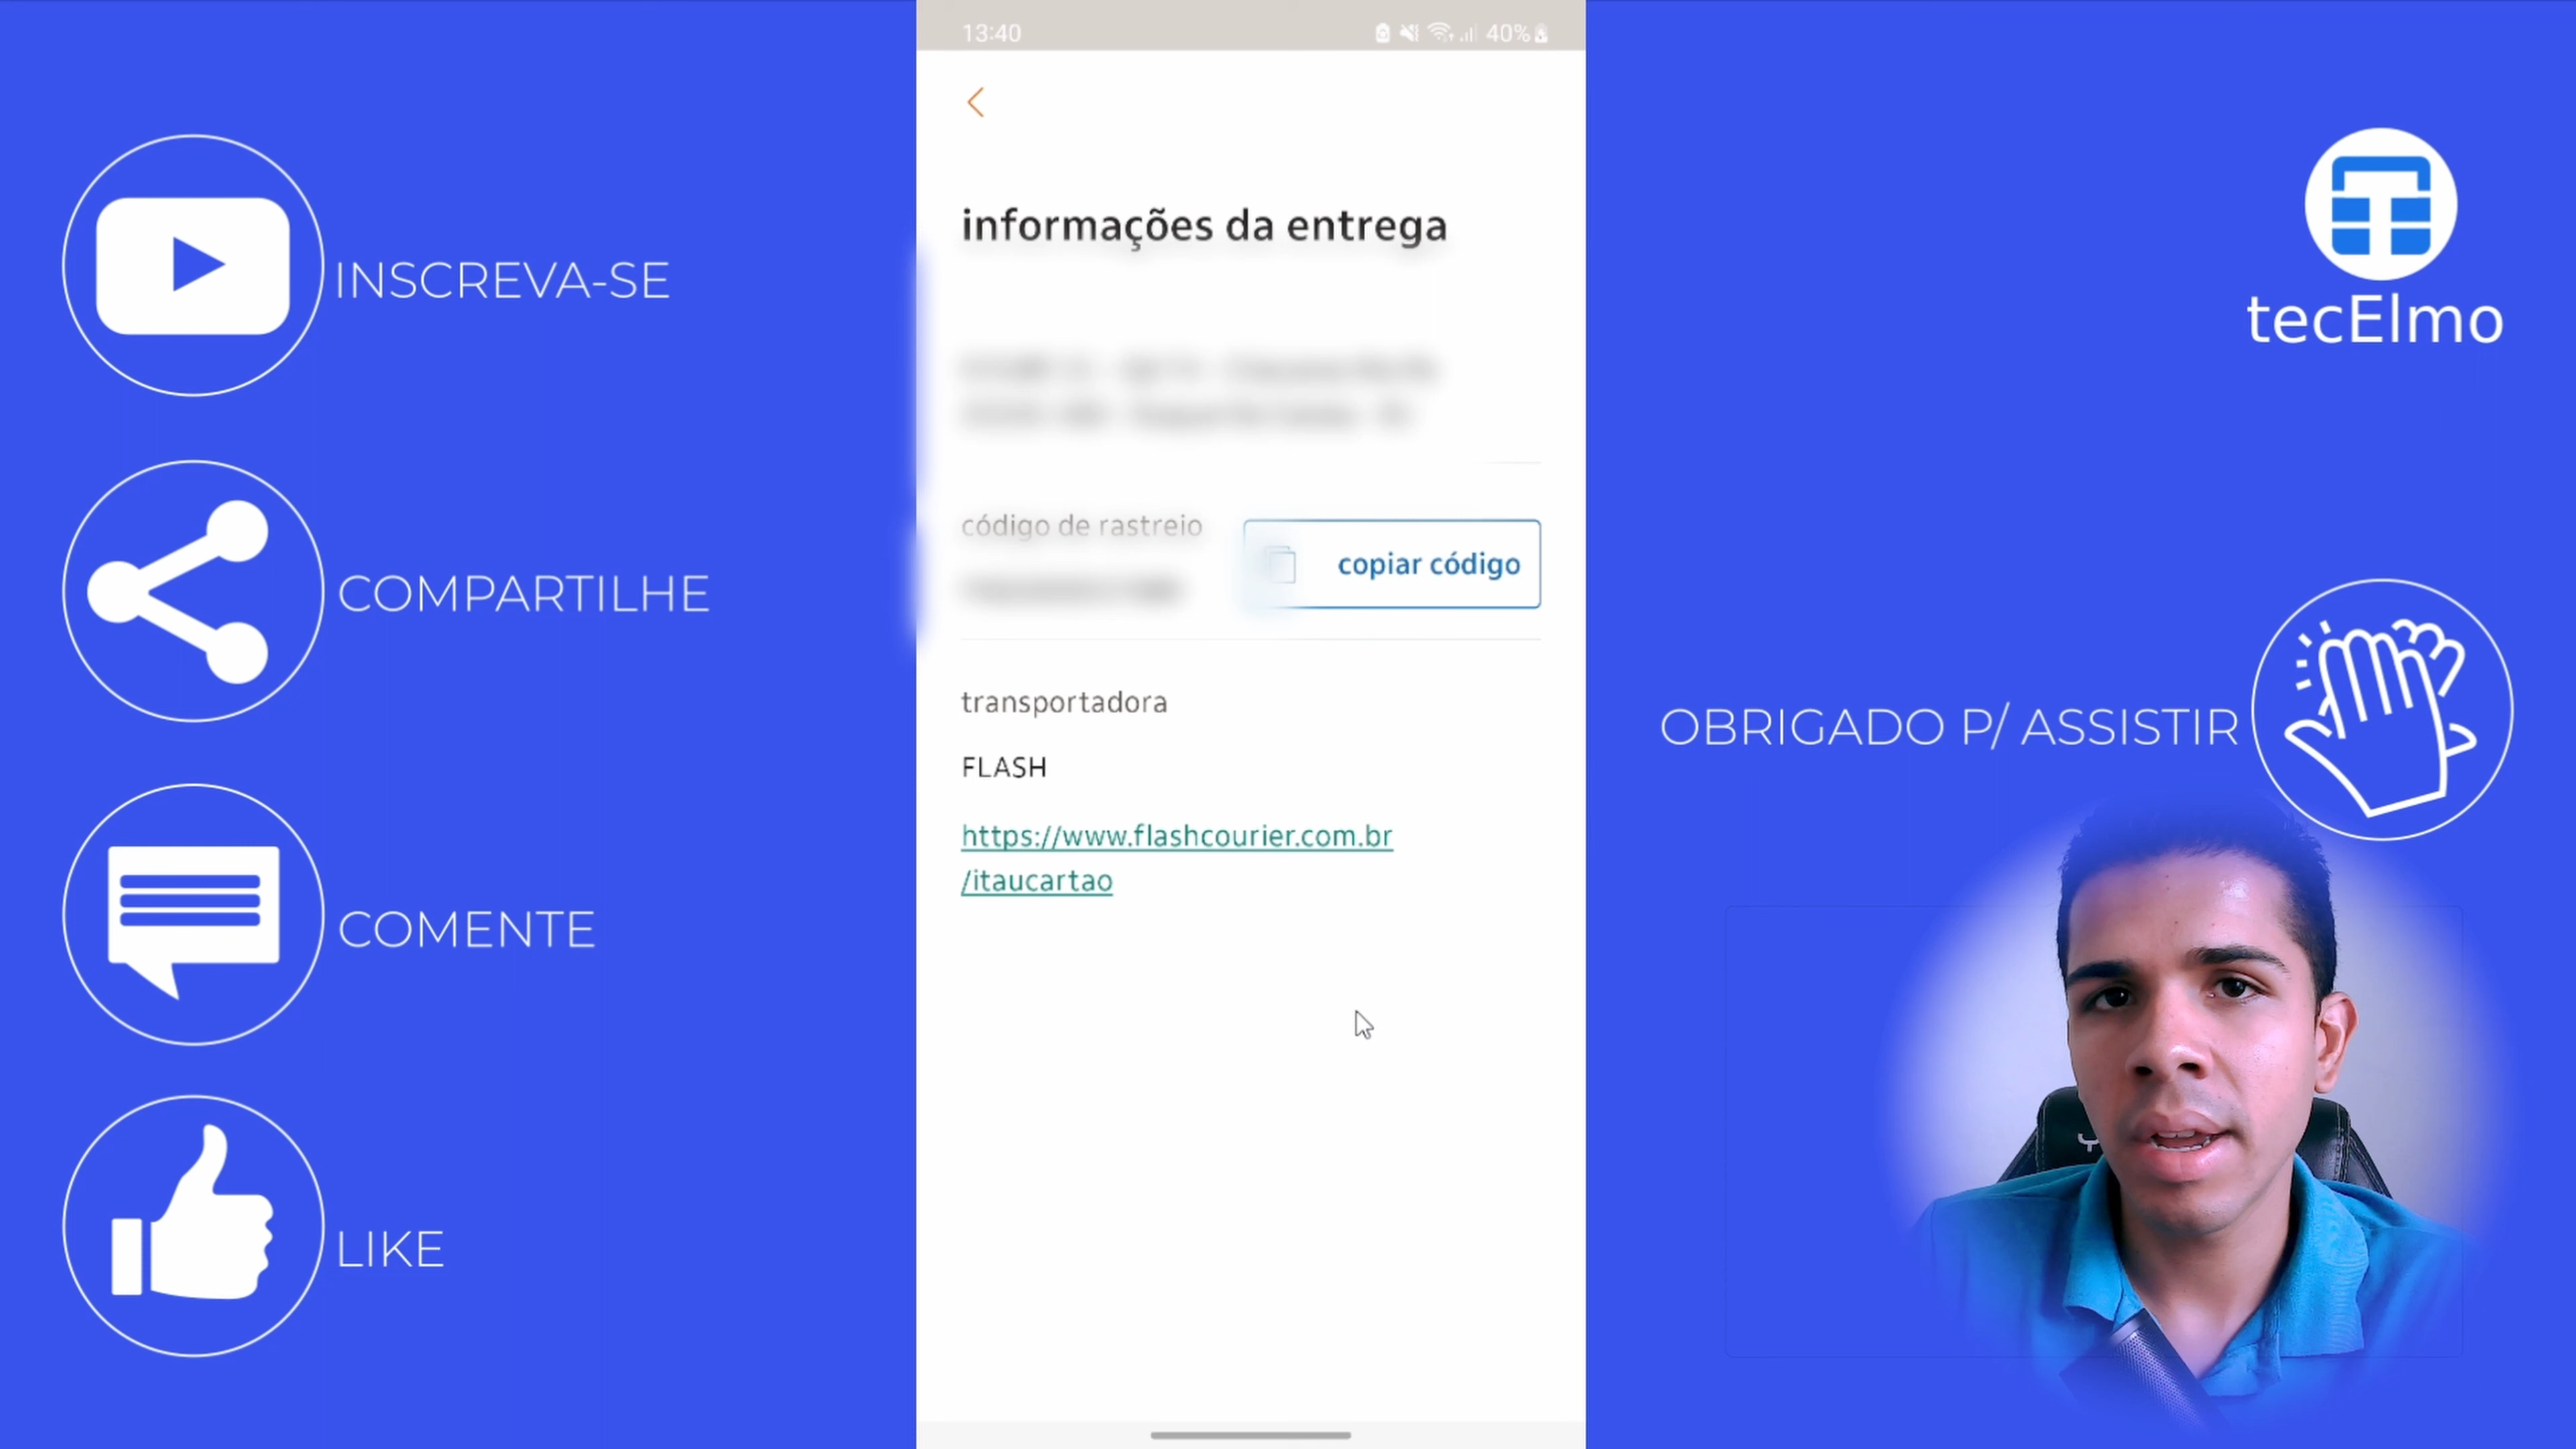 INSCREVA-SE
COMPARTILHE
COMENTE
LIKE
13:40
40%
informações da entrega
código de rastreio
copiar código
transportadora
FLASH
https://www.flashcourier.com.br
/itaucartao
tecElmo
OBRIGADO P/ ASSISTIR